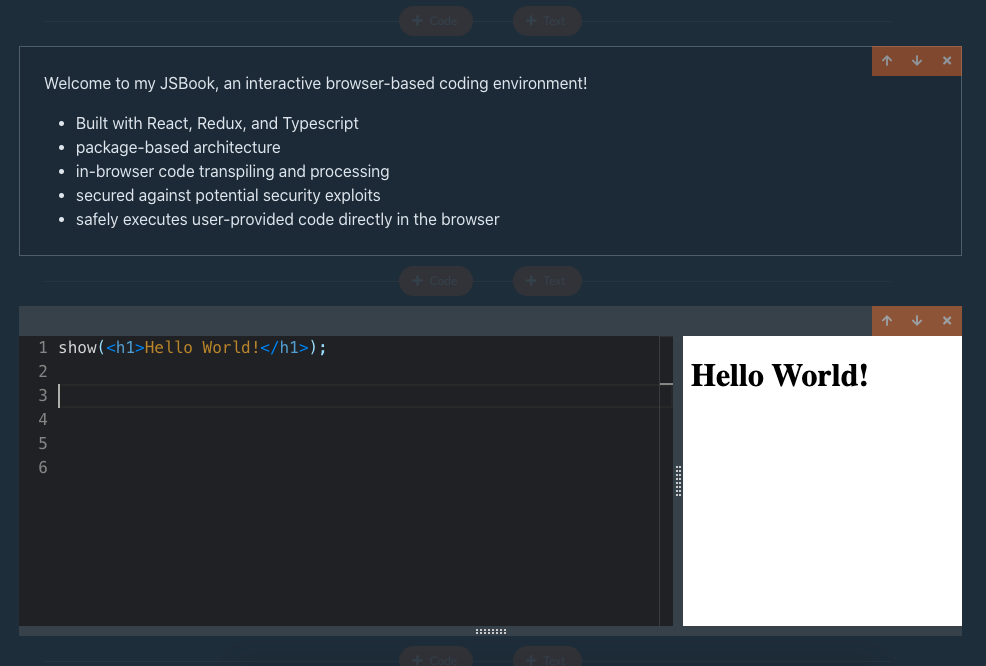 Code Text
Welcome to my JSBook, an interactive browser-based coding environment!
Built with React, Redux, and Typescript
package-based architecture
in-browser code transpiling and processing
secured against potential security exploits
safely executes user-provided code directly in the browser
Code Text
1 show(<h1>Hello World!</h1>);
2
3
4
5
6
Hello World!
Code Text